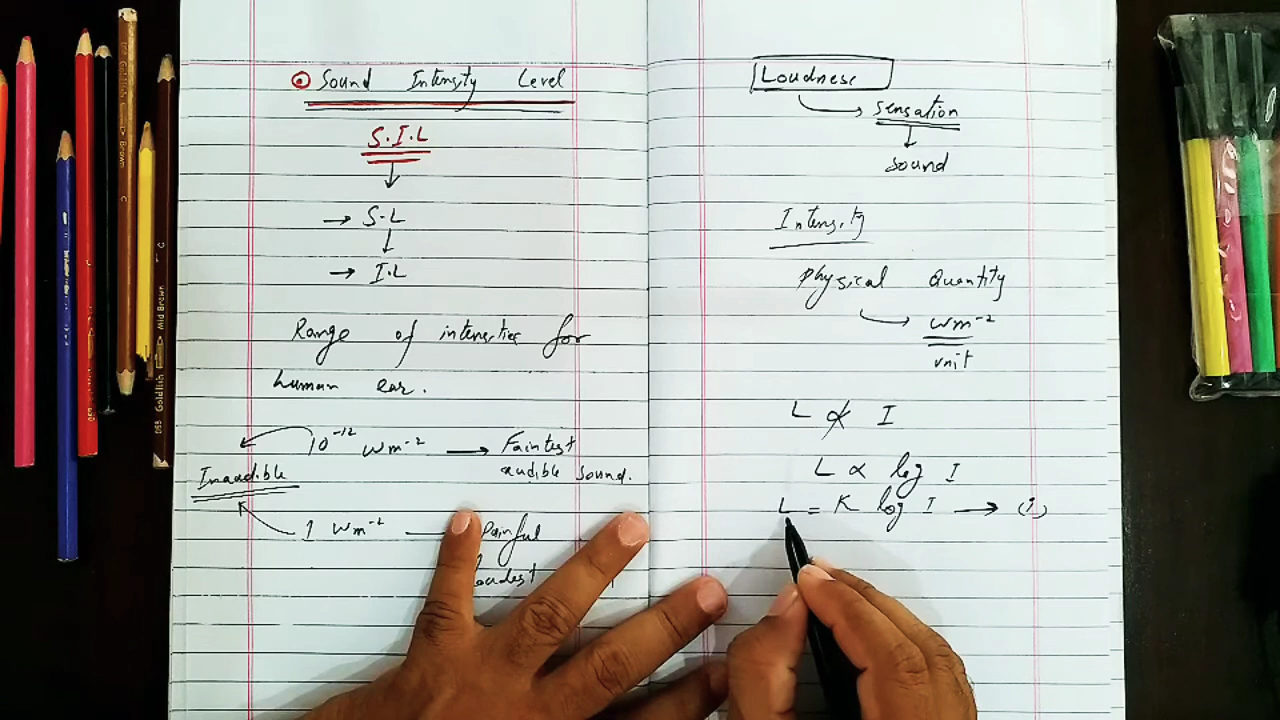 Sound Intensity Level
S.I.L
→ S.L
→ I.L
Range of intensities for
human ear.
10⁻¹² Wm⁻² → Faintest
audible sound.
Inaudible
1 Wm⁻² → Painful
Loudest
Loudness
→ Sensation
Sound
Intensity
Physical Quantity
→ Wm⁻²
unit
L ∝̸ I
L ∝ log I
L = K log I → (1)